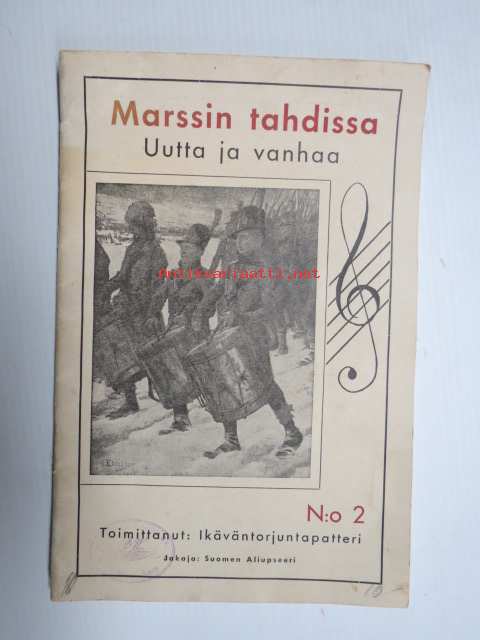 Marssin tahdissa
Uutta ja vanhaa
Antikvariaatti.net
N:o 2
Toimittanut: Ikäväntorjuntapatteri
Jakaja: Suomen Aliupseeri